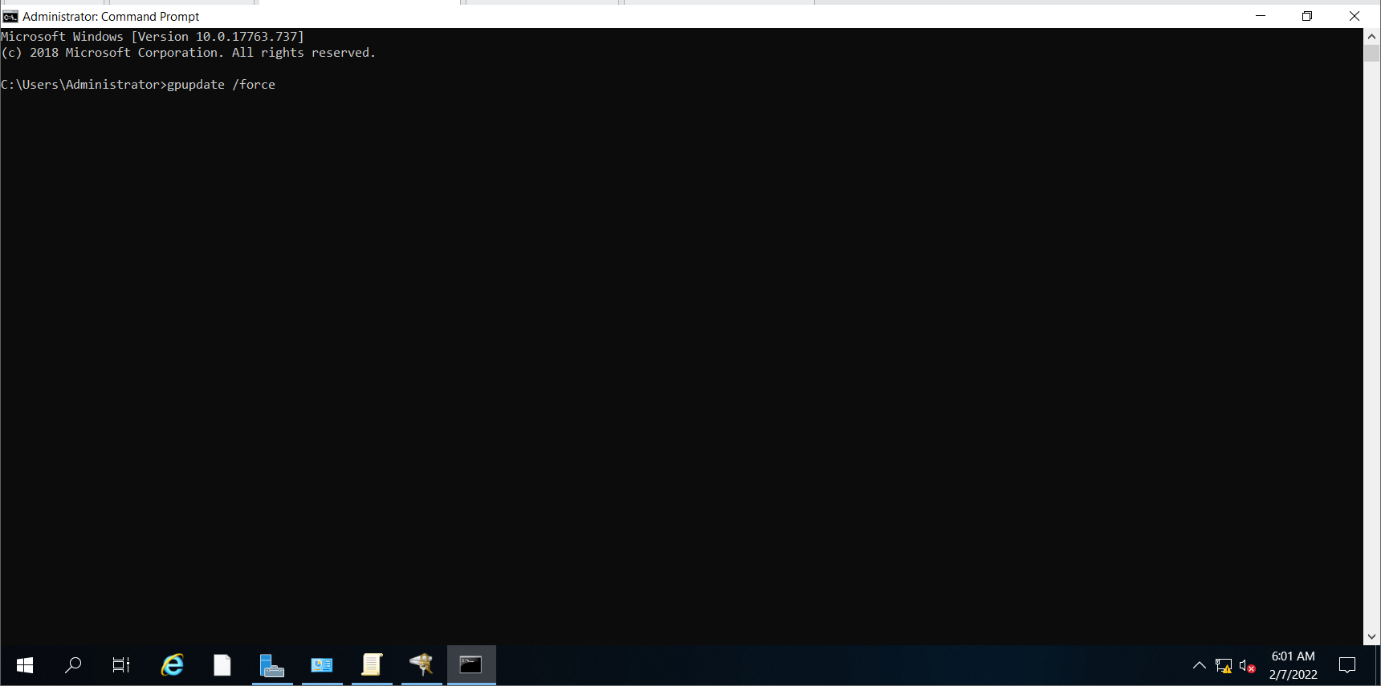 Administrator: Command Prompt
Microsoft Windows [Version 10.0.17763.737]
(c) 2018 Microsoft Corporation. All rights reserved.
C:\Users\Administrator>gpupdate /force
6:01 AM
2/7/2022